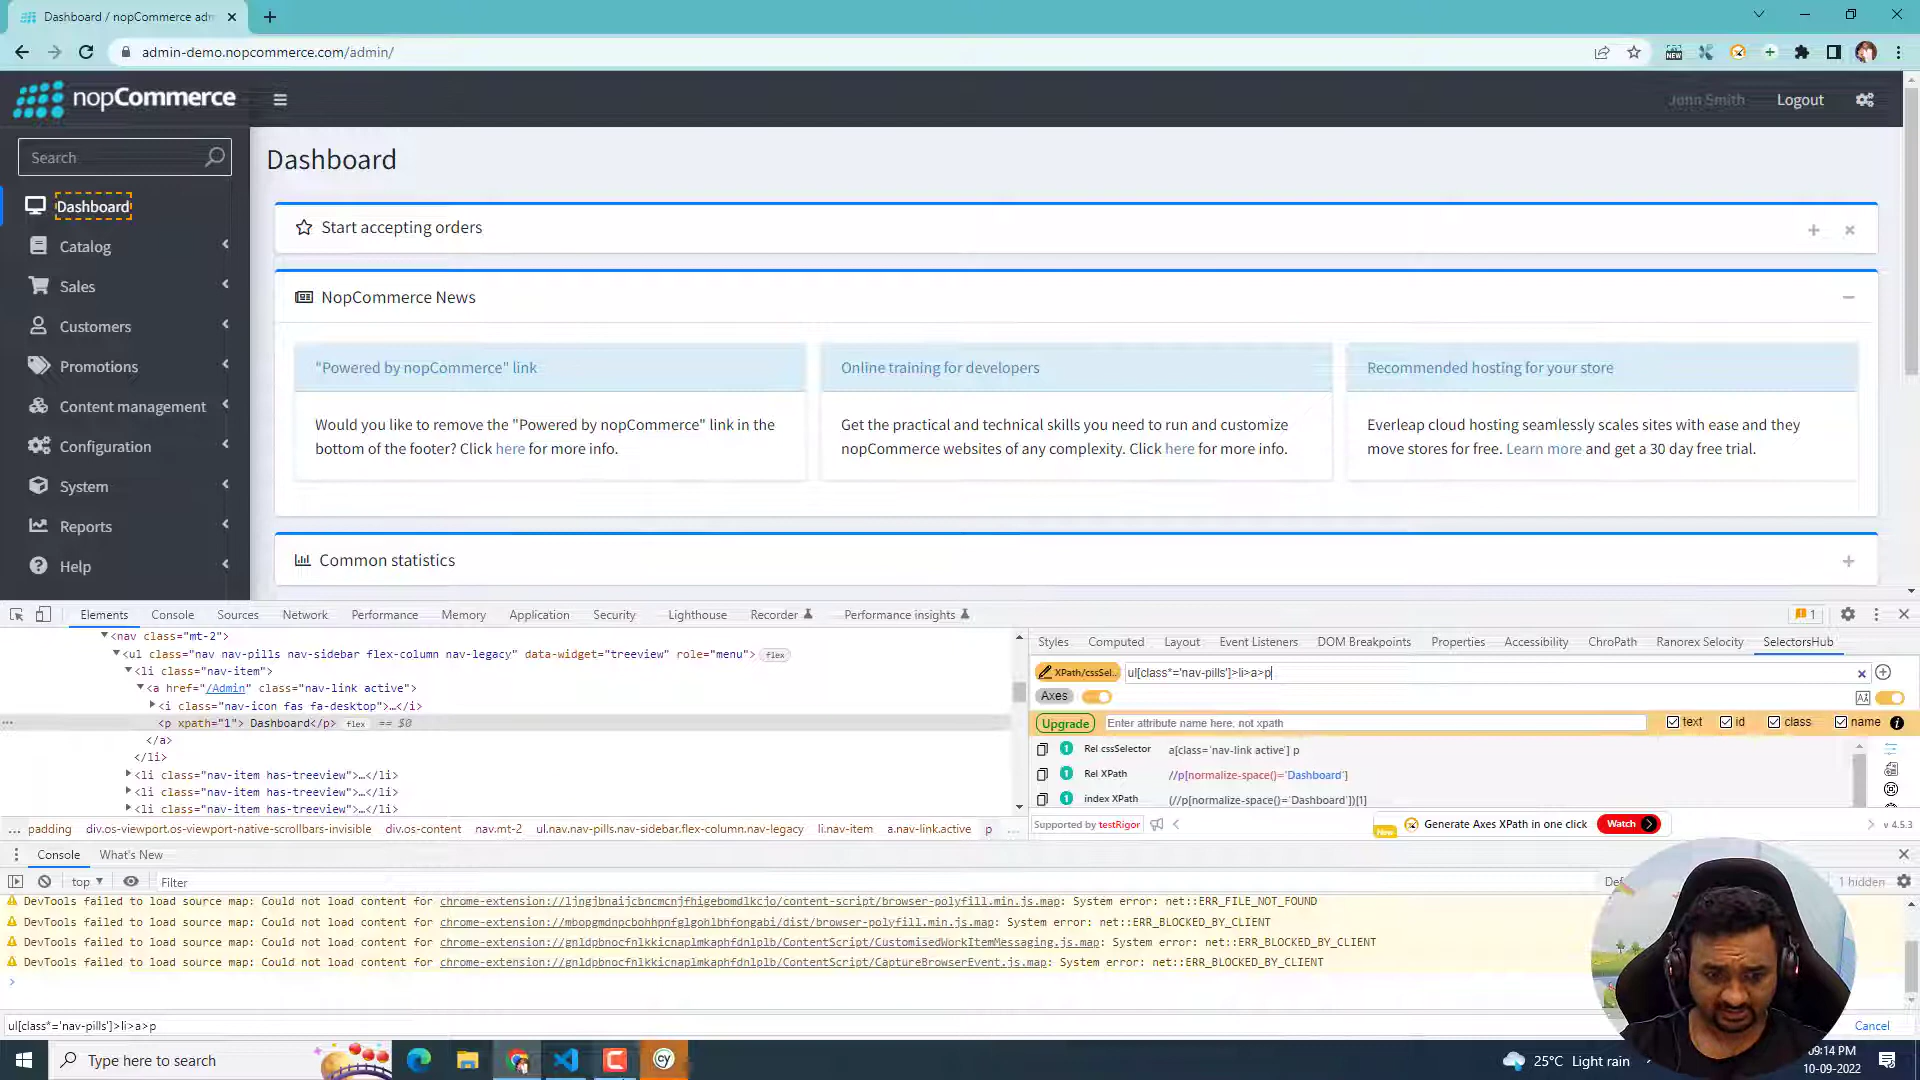 Dashboard / nopCommerce adm
admin-demo.nopcommerce.com/admin/
NEW
nopCommerce
John Smith
Logout
Search
Dashboard
Catalog
Sales
Customers
Promotions
Content management
Configuration
System
Reports
Help
Dashboard
Start accepting orders
NopCommerce News
"Powered by nopCommerce" link
Would you like to remove the "Powered by nopCommerce" link in the
bottom of the footer? Click here for more info.
Online training for developers
Get the practical and technical skills you need to run and customize
nopCommerce websites of any complexity. Click here for more info.
Recommended hosting for your store
Everleap cloud hosting seamlessly scales sites with ease and they
move stores for free. Learn more and get a 30 day free trial.
Common statistics
Elements Console Sources Network Performance Memory Application Security Lighthouse Recorder Performance insights
1
<nav class="mt-2">
<ul class="nav nav-pills nav-sidebar flex-column nav-legacy" data-widget="treeview" role="menu"> flex
<li class="nav-item">
<a href="/Admin" class="nav-link active">
<i class="nav-icon fas fa-desktop">…</i>
<p xpath="1"> Dashboard</p> flex == $0
</a>
</li>
<li class="nav-item has-treeview">…</li>
<li class="nav-item has-treeview">…</li>
<li class="nav-item has-treeview">…</li>
… padding div.os-viewport.os-viewport-native-scrollbars-invisible div.os-content nav.mt-2 ul.nav.nav-pills.nav-sidebar.flex-column.nav-legacy li.nav-item a.nav-link.active p …
Styles Computed Layout Event Listeners DOM Breakpoints Properties Accessibility ChroPath Ranorex Selocity SelectorsHub
XPath/cssSel.. ul[class*='nav-pills']>li>a>p
Axes
Upgrade Enter attribute name here, not xpath text id class name
1 Rel cssSelector a[class='nav-link active'] p
1 Rel XPath //p[normalize-space()='Dashboard']
1 index XPath (//p[normalize-space()='Dashboard'])[1]
Supported by testRigor New Generate Axes XPath in one click Watch v 4.5.3
Console What's New
top Filter
Def
1 hidden
DevTools failed to load source map: Could not load content for chrome-extension://ljngjbnaijcbncmcnjfhigebomdlkcjo/content-script/browser-polyfill.min.js.map: System error: net::ERR_FILE_NOT_FOUND
DevTools failed to load source map: Could not load content for chrome-extension://mbopgmdnpcbohhpnfglgohlbhfongabi/dist/browser-polyfill.min.js.map: System error: net::ERR_BLOCKED_BY_CLIENT
DevTools failed to load source map: Could not load content for chrome-extension://gnldpbnocfnlkkicnaplmkaphfdnlplb/ContentScript/CustomisedWorkItemMessaging.js.map: System error: net::ERR_BLOCKED_BY_CLIENT
DevTools failed to load source map: Could not load content for chrome-extension://gnldpbnocfnlkkicnaplmkaphfdnlplb/ContentScript/CaptureBrowserEvent.js.map: System error: net::ERR_BLOCKED_BY_CLIENT
ul[class*='nav-pills']>li>a>p
Cancel
Type here to search
CY
25°C Light rain
09:14 PM
10-09-2022